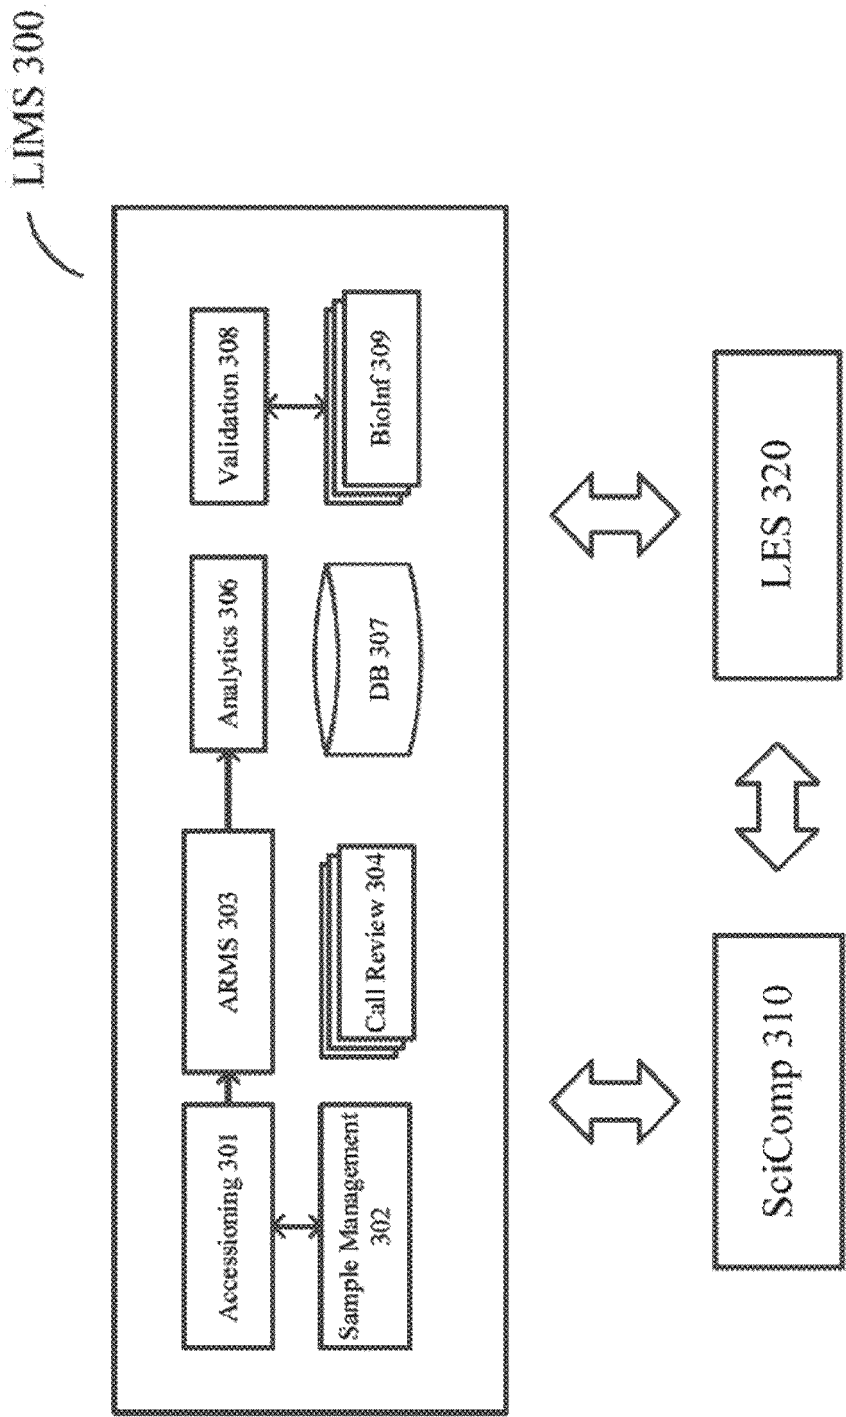 LIMS 300
Accessioning 301
ARMS 303
Analytics 306
Validation 308
Sample Management
302
Call Review 304
DB 307
BioInf 309
SciComp 310
LES 320